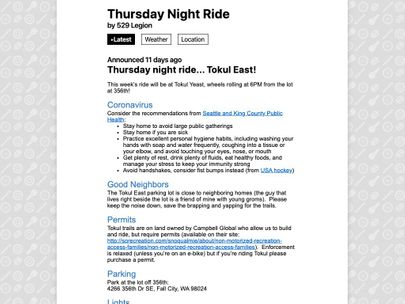 Thursday Night Ride
by 529 Legion
•Latest Weather Location
Announced 11 days ago
Thursday night ride... Tokul East!
This week's ride will be at Tokul Yeast, wheels rolling at 6PM from the lot
at 356th!
Coronavirus
Consider the recommendations from Seattle and King County Public
Health:
• Stay home to avoid large public gatherings
• Stay home if you are sick
• Practice excellent personal hygiene habits, including washing your
hands with soap and water frequently, coughing into a tissue or
your elbow, and avoid touching your eyes, nose, or mouth
• Get plenty of rest, drink plenty of fluids, eat healthy foods, and
manage your stress to keep your immunity strong
• Avoid handshakes, consider fist bumps instead (from USA hockey)
Good Neighbors
The Tokul East parking lot is close to neighboring homes (the guy that
lives right beside the lot is a friend of mine with young groms). Please
keep the noise down, save the brapping and yapping for the trails.
Permits
Tokul trails are on land owned by Campbell Global who allow us to build
and ride, but require permits (available on their site:
http://sqrecreation.com/snoqualmie/about/non-motorized-recreation-
access-families/non-motorized-recreation-access-families). Enforcement
is relaxed (unless you're on an e-bike) but if you're riding Tokul please
purchase a permit.
Parking
Park at the lot off 356th:
4266 356th Dr SE, Fall City, WA 98024
Lights